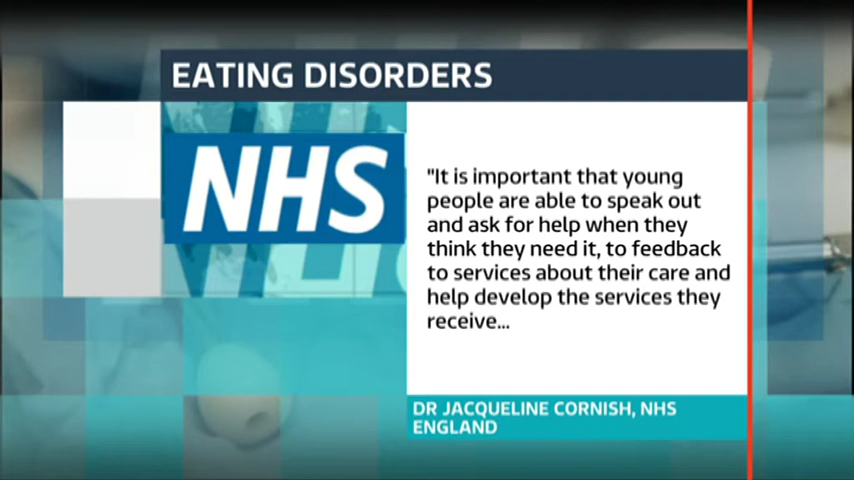 EATING DISORDERS
NHS
"It is important that young
people are able to speak out
and ask for help when they
think they need it, to feedback
to services about their care and
help develop the services they
receive...
DR JACQUELINE CORNISH, NHS
ENGLAND